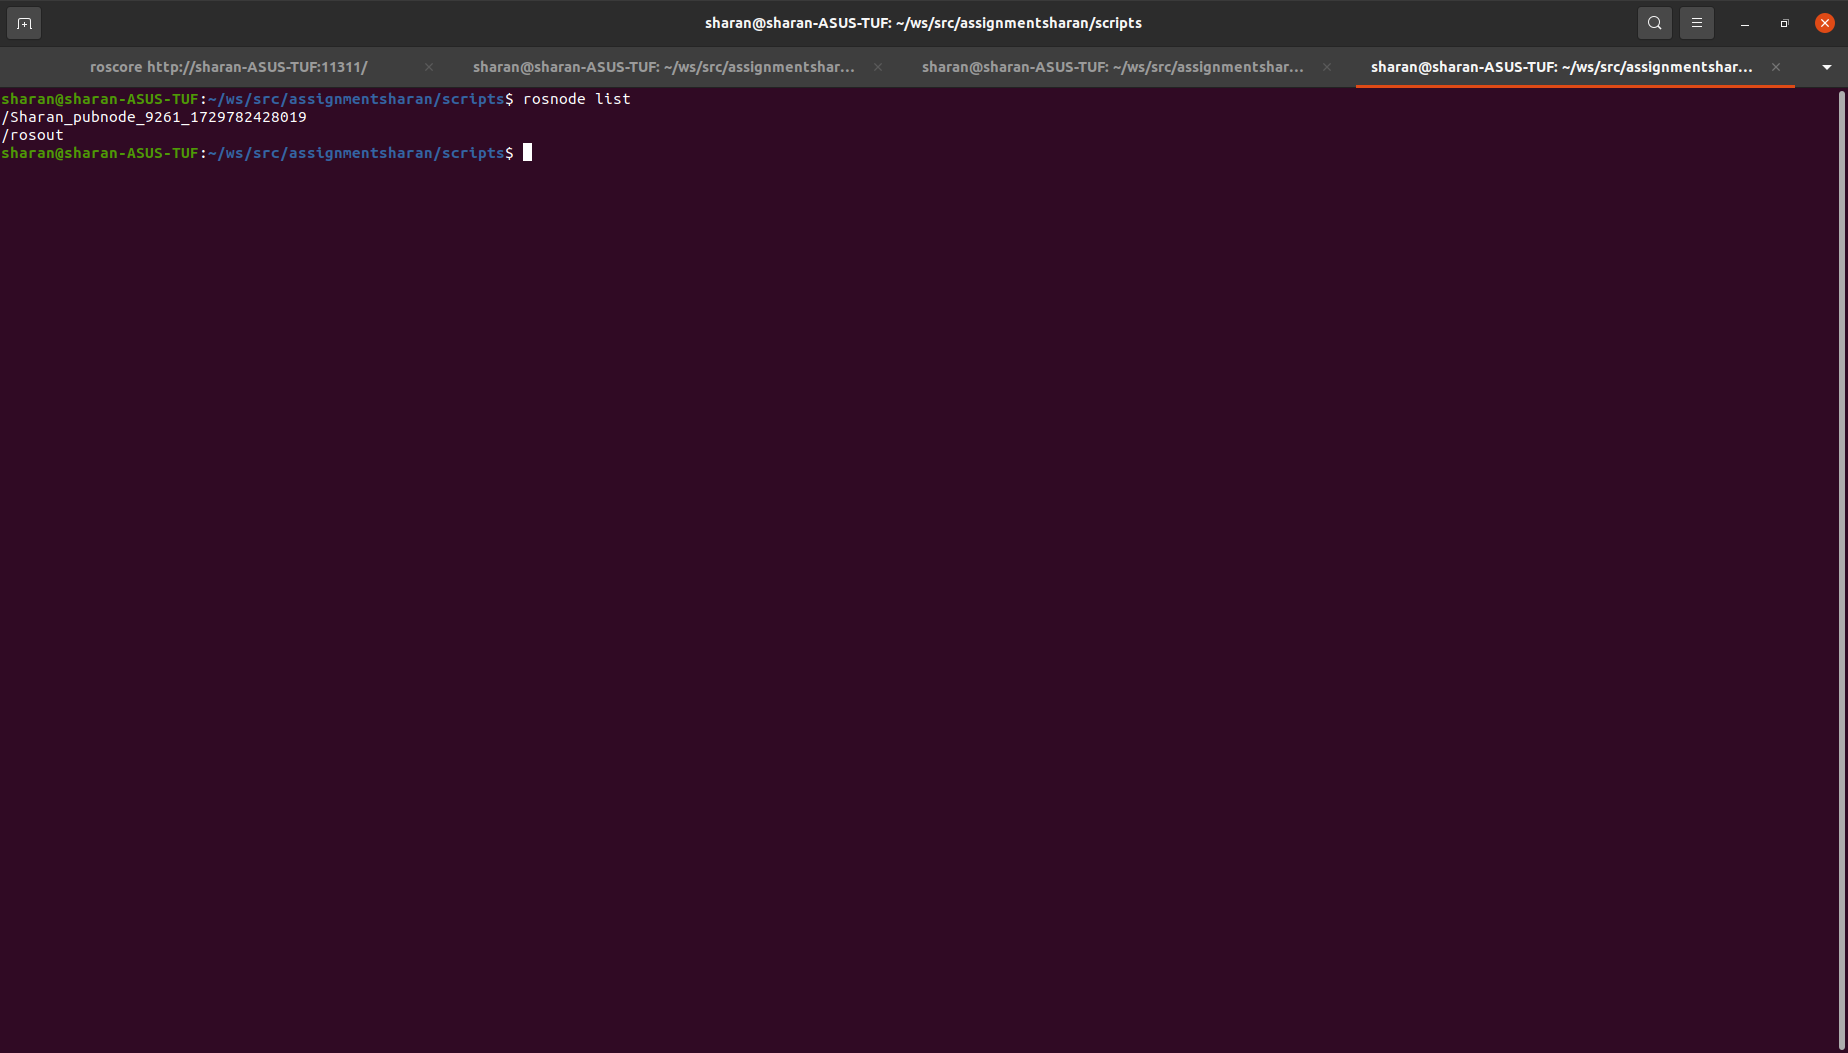 sharan@sharan-ASUS-TUF: ~/ws/src/assignmentsharan/scripts
roscore http://sharan-ASUS-TUF:11311/
sharan@sharan-ASUS-TUF: ~/ws/src/assignmentshar...
sharan@sharan-ASUS-TUF: ~/ws/src/assignmentshar...
sharan@sharan-ASUS-TUF: ~/ws/src/assignmentshar...
sharan@sharan-ASUS-TUF:~/ws/src/assignmentsharan/scripts$ rosnode list
/Sharan_pubnode_9261_1729782428019
/rosout
sharan@sharan-ASUS-TUF:~/ws/src/assignmentsharan/scripts$